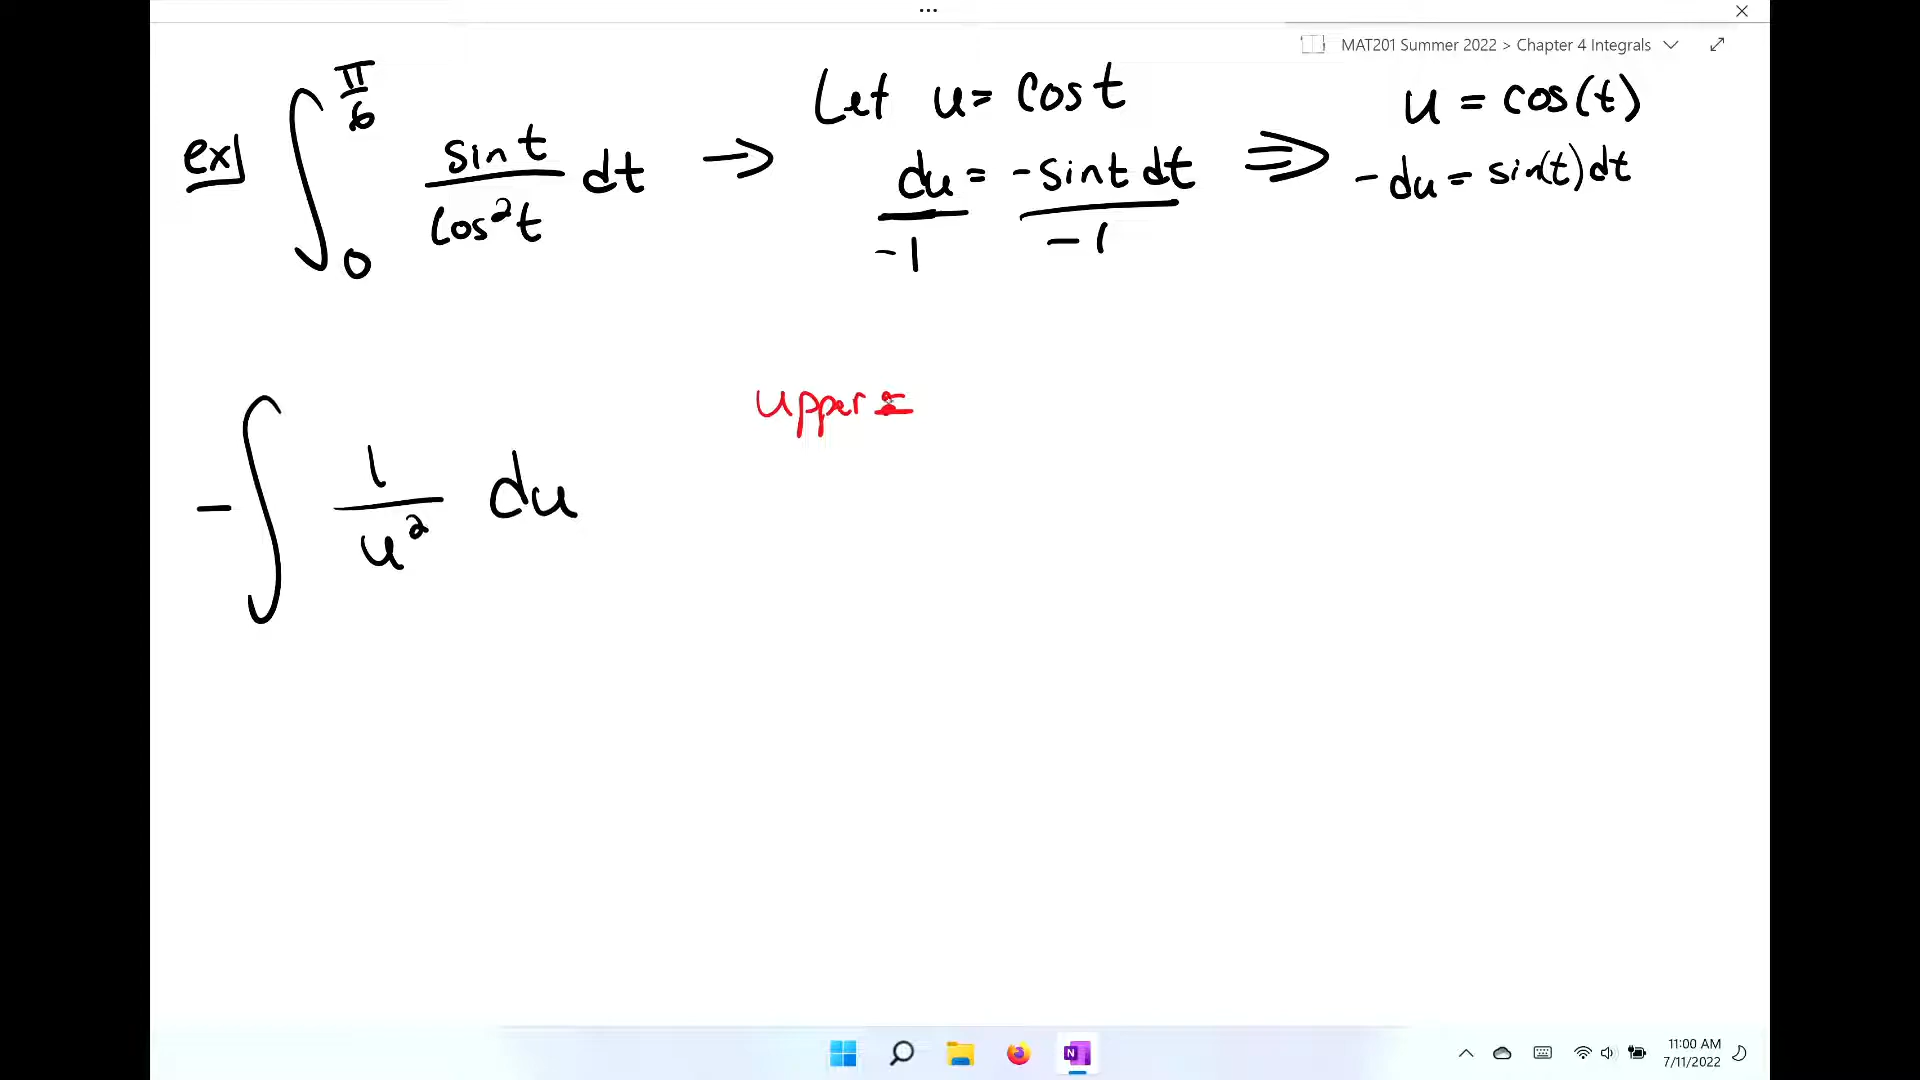 ...
MAT201 Summer 2022 > Chapter 4 Integrals
ex] ∫₀^(π/6) sin t / cos²t dt → Let u = cos t ⇒ u = cos(t)
du = -sin t dt
-du = sin(t) dt
-1 -1
upper =
-∫ 1/u² du
11:00 AM
7/11/2022